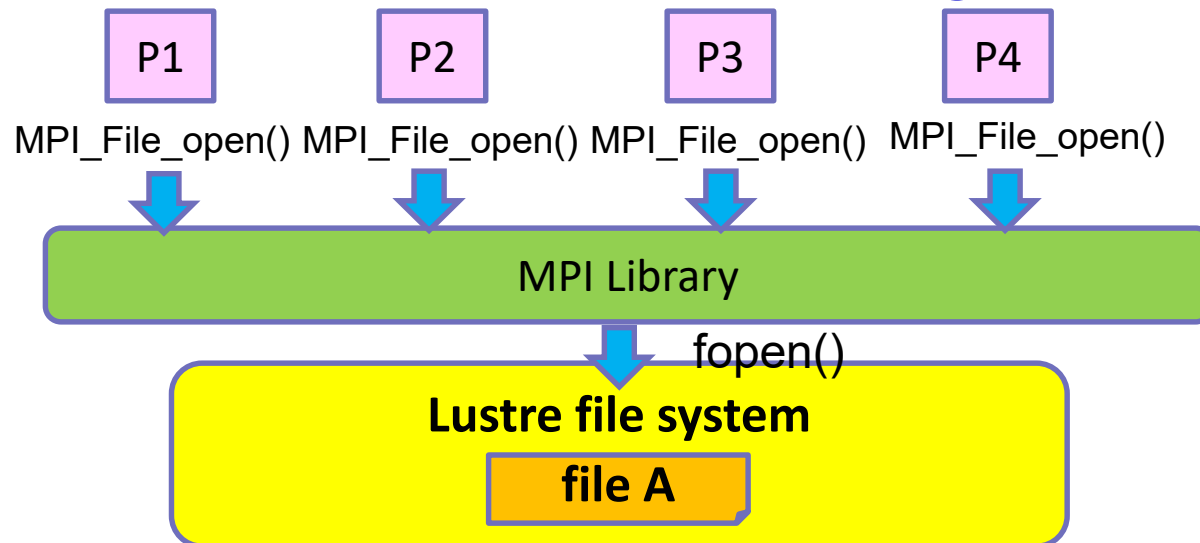 P1 P2 P3 P4
MPI_File_open() MPI_File_open() MPI_File_open() MPI_File_open()
MPI Library
fopen()
Lustre file system
file A